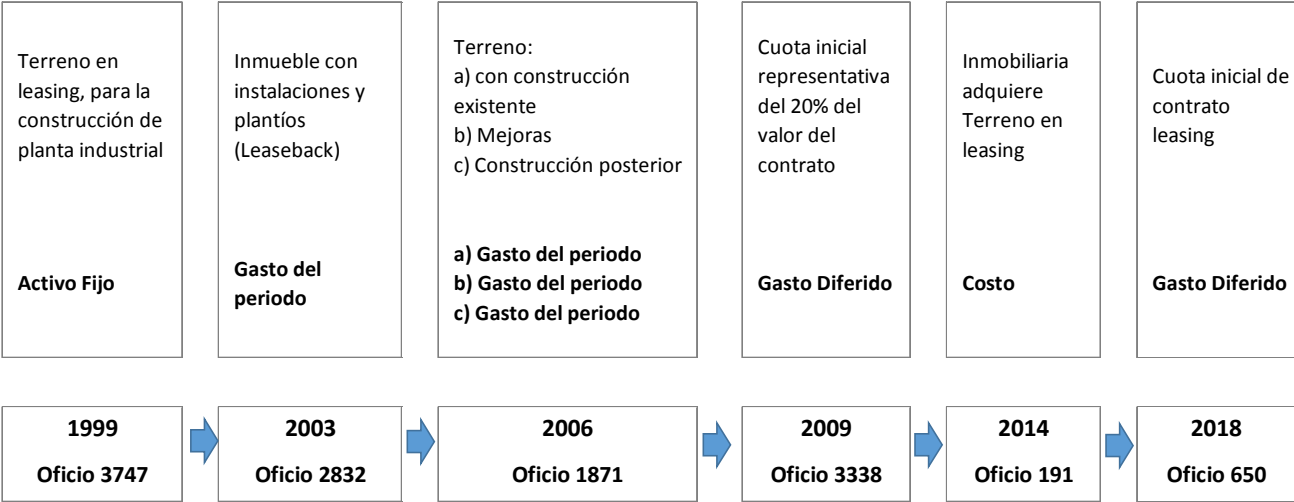 Terreno en
leasing, para la
construcción de
planta industrial
Activo Fijo
Inmueble con
instalaciones y
plantíos
(Leaseback)
Gasto del
periodo
Terreno:
a) con construcción
existente
b) Mejoras
c) Construcción posterior
a) Gasto del periodo
b) Gasto del periodo
c) Gasto del periodo
Cuota inicial
representativa
del 20% del
valor del
contrato
Gasto Diferido
Inmobiliaria
adquiere
Terreno en
leasing
Costo
Cuota inicial de
contrato
leasing
Gasto Diferido
1999
Oficio 3747
2003
Oficio 2832
2006
Oficio 1871
2009
Oficio 3338
2014
Oficio 191
2018
Oficio 650